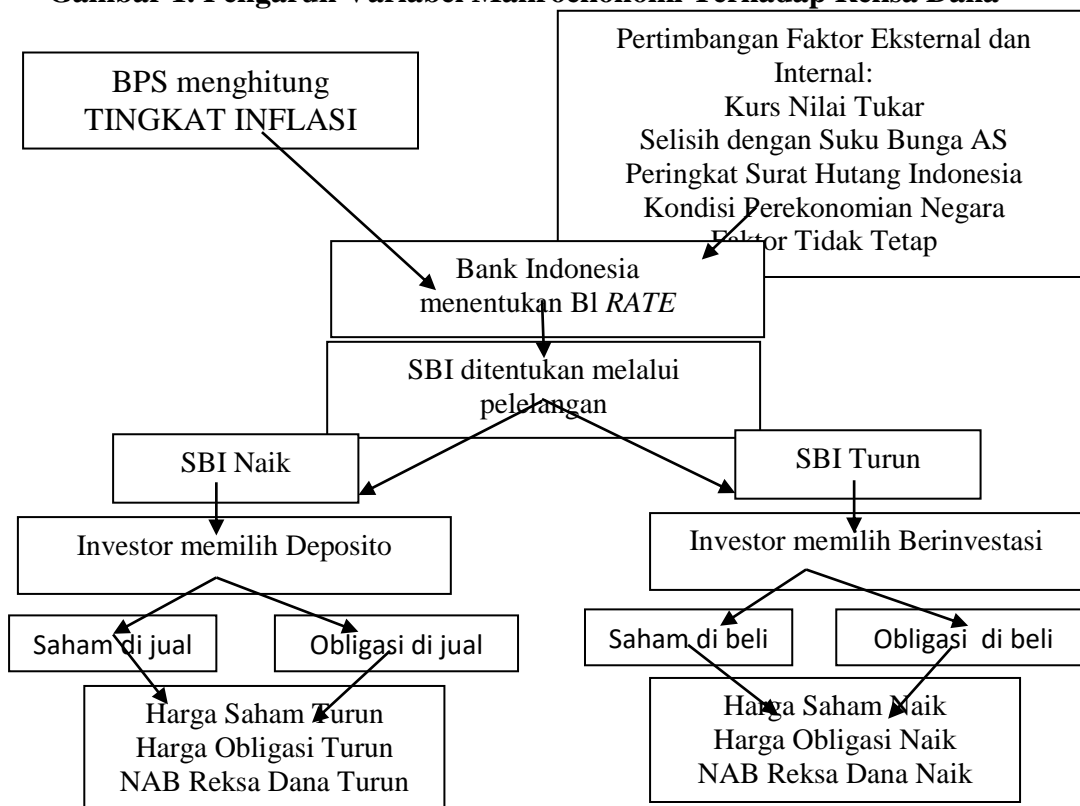 Gambar 1. Pengaruh Variabel Makroekonomi Terhadap Reksa Dana
BPS menghitung
TINGKAT INFLASI
Pertimbangan Faktor Eksternal dan
Internal:
Kurs Nilai Tukar
Selisih dengan Suku Bunga AS
Peringkat Surat Hutang Indonesia
Kondisi Perekonomian Negara
Faktor Tidak Tetap
Bank Indonesia
menentukan Bl RATE
SBI ditentukan melalui
pelelangan
SBI Naik
SBI Turun
Investor memilih Deposito
Investor memilih Berinvestasi
Saham di jual
Obligasi di jual
Saham di beli
Obligasi di beli
Harga Saham Turun
Harga Obligasi Turun
NAB Reksa Dana Turun
Harga Saham Naik
Harga Obligasi Naik
NAB Reksa Dana Naik